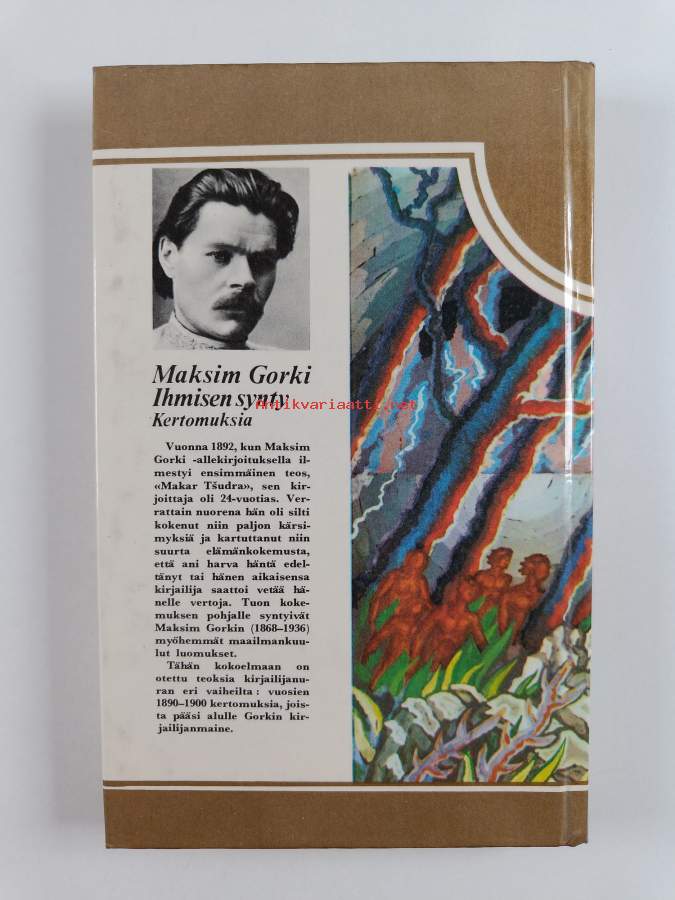 Maksim Gorki
Ihmisen synty
Antikvariaatti.net
Kertomuksia
Vuonna 1892, kun Maksim
Gorki -allekirjoituksella il-
mestyi ensimmäinen teos,
«Makar Tšudra», sen kir-
joittaja oli 24-vuotias. Ver-
rattain nuorena hän oli silti
kokenut niin paljon kärsi-
myksiä ja kartuttanut niin
suurta elämänkokemusta,
että ani harva häntä edel-
tänyt tai hänen aikaisensa
kirjailija saattoi vetää hä-
nelle vertoja. Tuon koke-
muksen pohjalle syntyivät
Maksim Gorkin (1868–1936)
myöhemmät maailmankuu-
lut luomukset.
Tähän kokoelmaan on
otettu teoksia kirjailijanu-
ran eri vaiheilta: vuosien
1890–1900 kertomuksia, jois-
ta pääsi alulle Gorkin kir-
jailijanmaine.